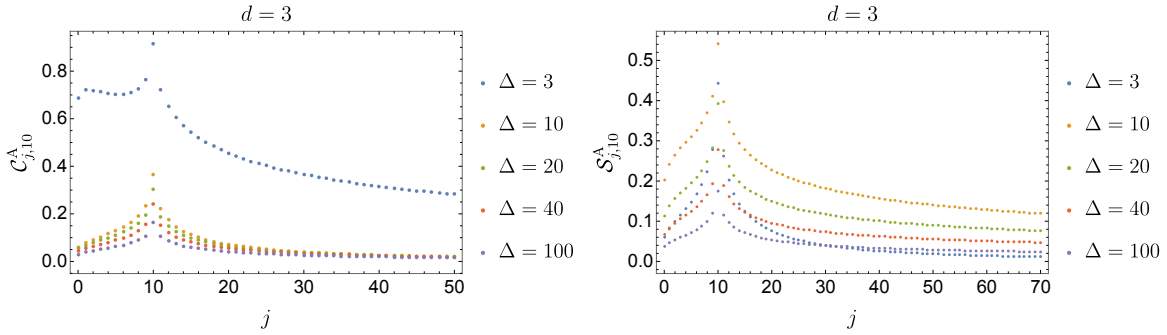 d = 3
𝒞^A_{j,10}
0.8
0.6
0.4
0.2
0.0
0 10 20 30 40 50
j
Δ = 3
Δ = 10
Δ = 20
Δ = 40
Δ = 100
d = 3
𝒮^A_{j,10}
0.5
0.4
0.3
0.2
0.1
0.0
0 10 20 30 40 50 60 70
j
Δ = 3
Δ = 10
Δ = 20
Δ = 40
Δ = 100